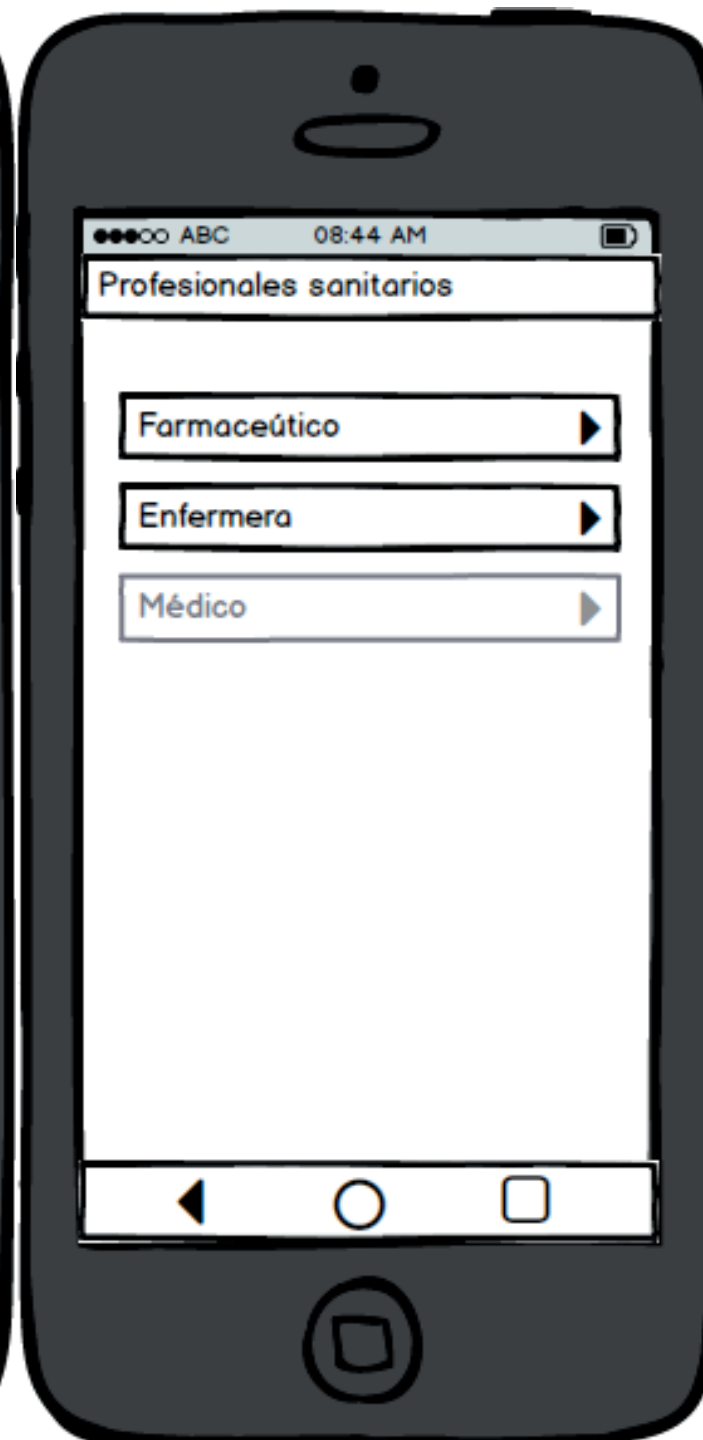 ABC 08:44 AM
Profesionales sanitarios
Farmaceútico
Enfermera
Médico